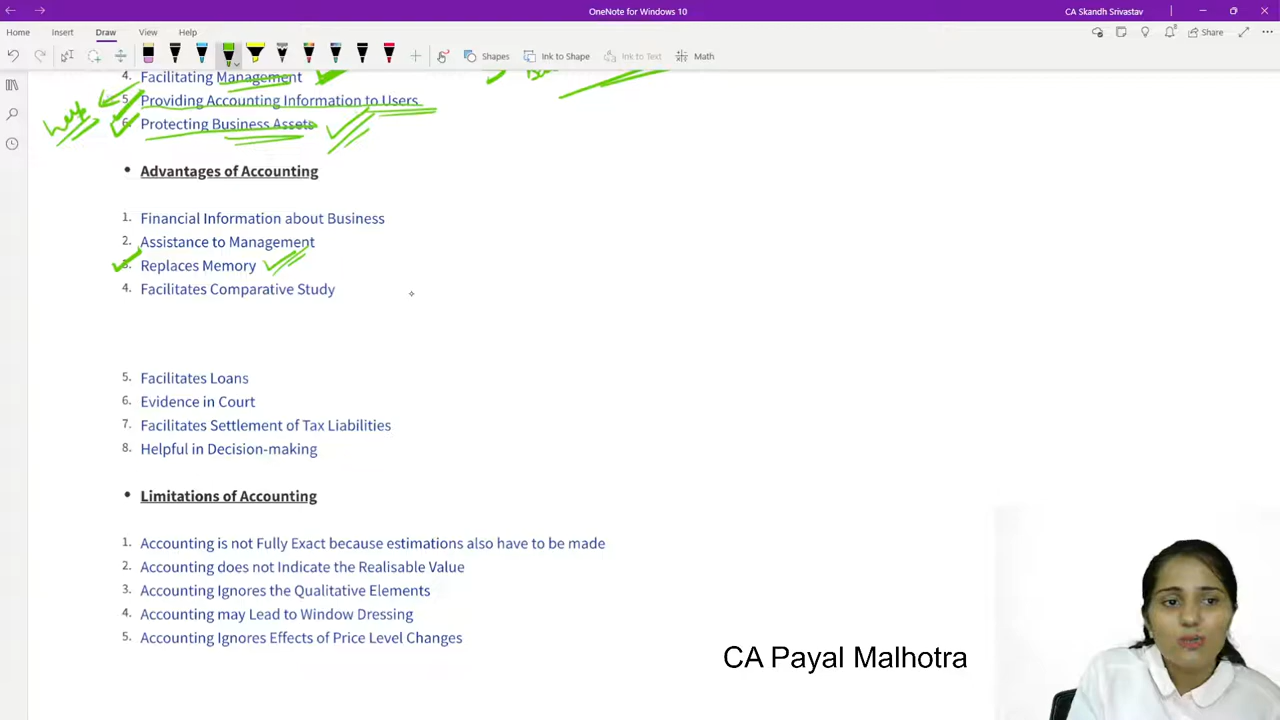 OneNote for Windows 10
CA Skandh Srivastav
Home Insert Draw View Help
Share
Shapes Ink to Shape Ink to Text Math
4. Facilitating Management
5. Providing Accounting Information to Users
6. Protecting Business Assets
• Advantages of Accounting
1. Financial Information about Business
2. Assistance to Management
3. Replaces Memory
4. Facilitates Comparative Study
5. Facilitates Loans
6. Evidence in Court
7. Facilitates Settlement of Tax Liabilities
8. Helpful in Decision-making
• Limitations of Accounting
1. Accounting is not Fully Exact because estimations also have to be made
2. Accounting does not Indicate the Realisable Value
3. Accounting Ignores the Qualitative Elements
4. Accounting may Lead to Window Dressing
5. Accounting Ignores Effects of Price Level Changes
CA Payal Malhotra